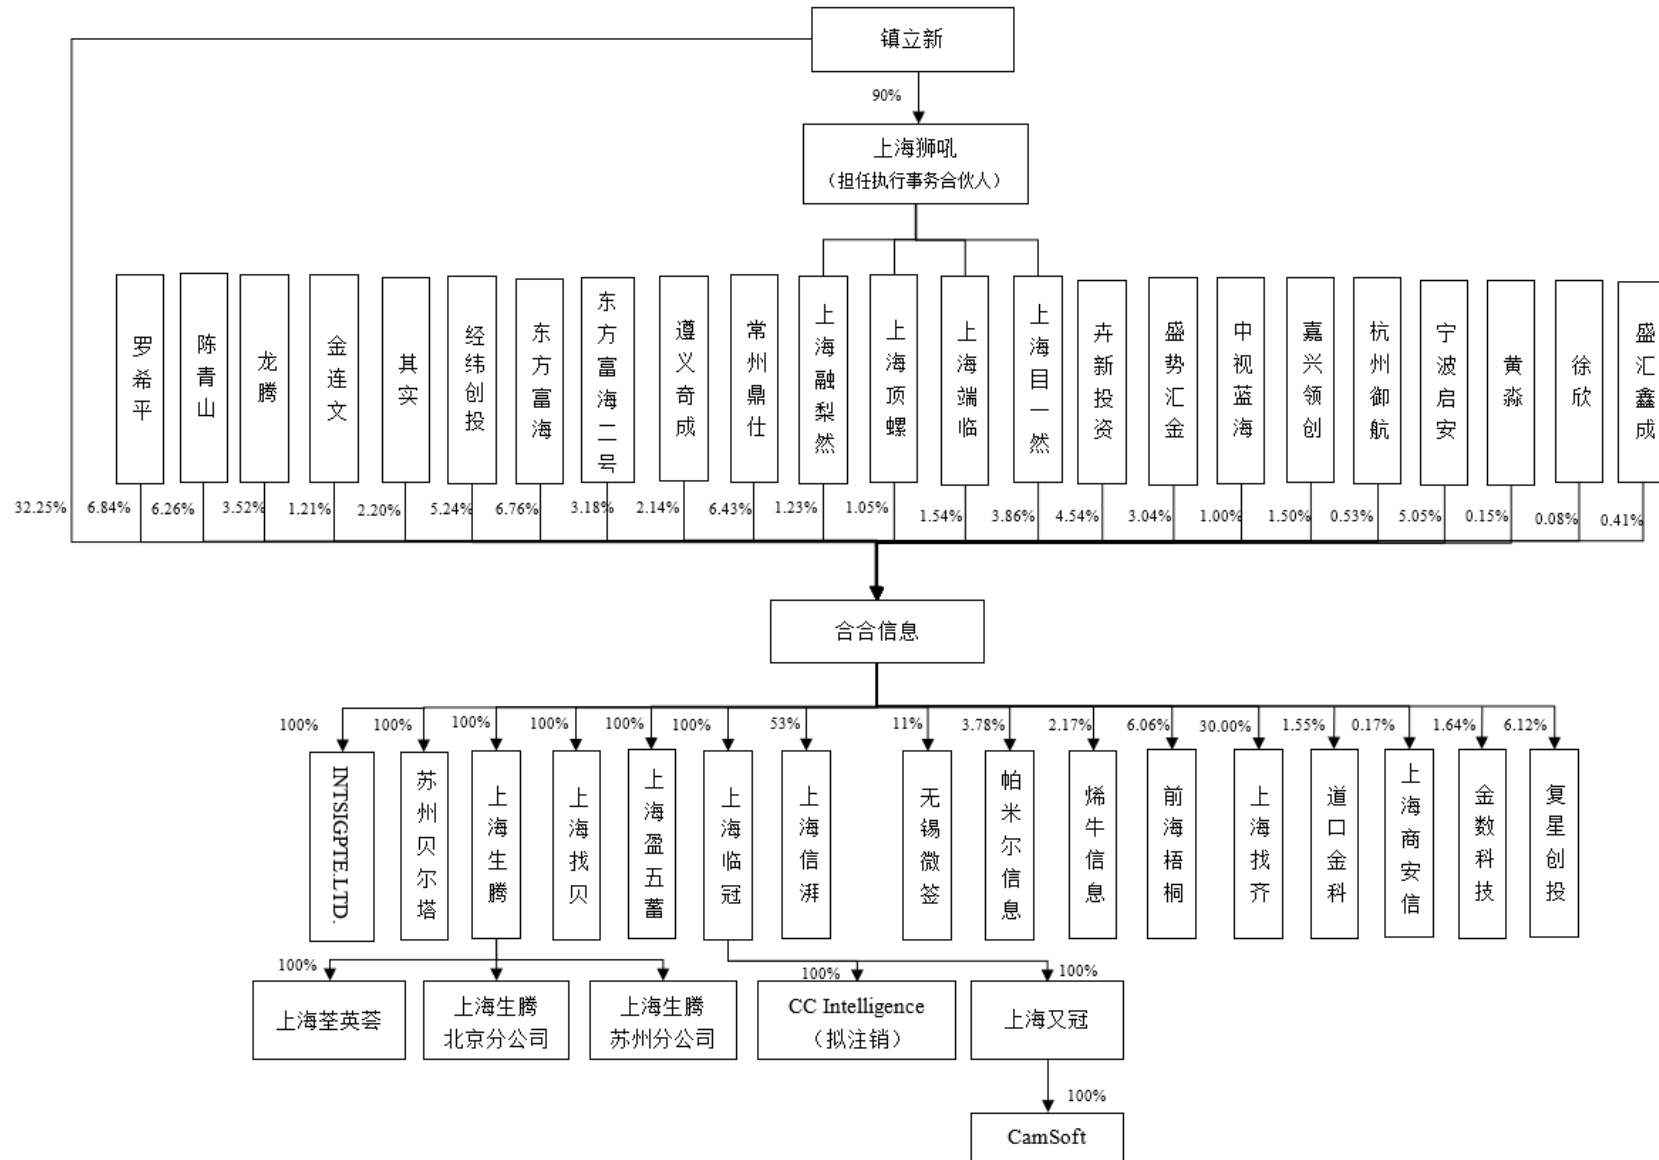 镇立新
90%
上海狮吼
（担任执行事务合伙人）
罗希平
陈青山
龙腾
金连文
其实
经纬创投
东方富海
东方富海二号
遵义奇成
常州鼎仕
上海融梨然
上海顶螺
上海端临
上海目一然
卉新投资
盛势汇金
中视蓝海
嘉兴领创
杭州御航
宁波启安
黄淼
徐欣
盛汇鑫成
32.25%
6.84%
6.26%
3.52%
1.21%
2.20%
5.24%
6.76%
3.18%
2.14%
6.43%
1.23%
1.05%
1.54%
3.86%
4.54%
3.04%
1.00%
1.50%
0.53%
5.05%
0.15%
0.08%
0.41%
合合信息
100%
100%
100%
100%
100%
100%
53%
11%
3.78%
2.17%
6.06%
30.00%
1.55%
0.17%
1.64%
6.12%
INTSIGPTE.LTD.
苏州贝尔塔
上海生腾
上海找贝
上海盈五蓄
上海临冠
上海信湃
无锡微签
帕米尔信息
烯牛信息
前海梧桐
上海找齐
道口金科
上海商安信
金数科技
复星创投
100%
100%
100%
上海荃英荟
上海生腾
北京分公司
上海生腾
苏州分公司
CC Intelligence
（拟注销）
上海又冠
100%
CamSoft